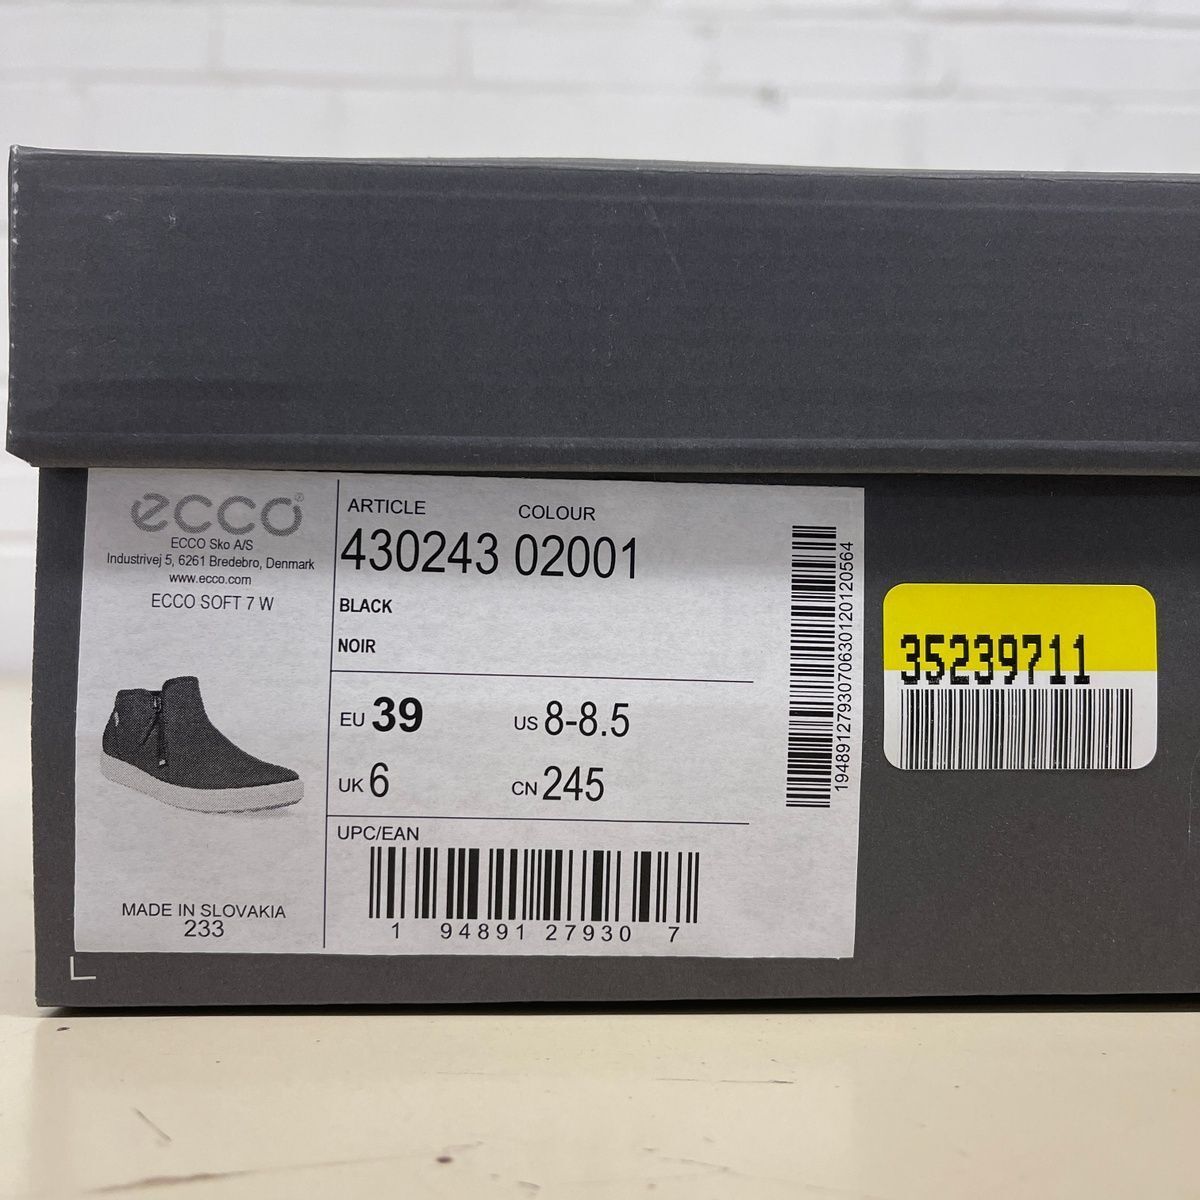 ecco®
ECCO Sko A/S
Industrivej 5, 6261 Bredebro, Denmark
www.ecco.com
ECCO SOFT 7 W
MADE IN SLOVAKIA
233
ARTICLE COLOUR
430243 02001
BLACK
NOIR
EU 39 US 8-8.5
UK 6 CN 245
UPC/EAN
1 94891 27930 7
1948912793070630120120564
35239711